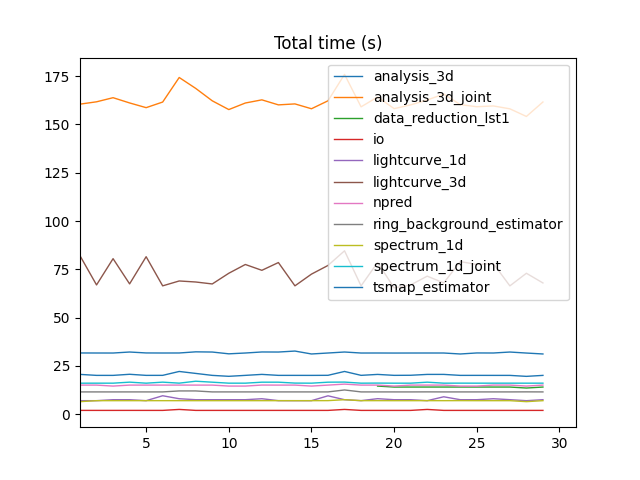 Total time (s)
analysis_3d
analysis_3d_joint
data_reduction_lst1
io
lightcurve_1d
lightcurve_3d
npred
ring_background_estimator
spectrum_1d
spectrum_1d_joint
tsmap_estimator
175
150
125
100
75
50
25
0
5 10 15 20 25 30